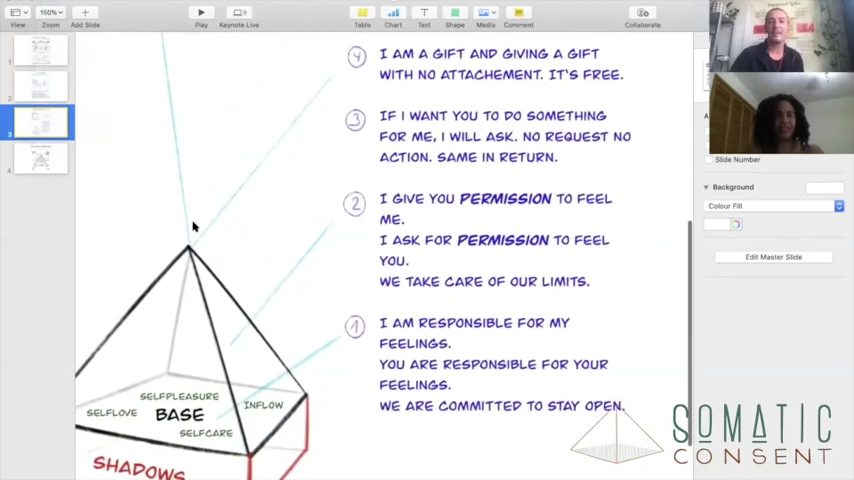 150%
View
Zoom
Add Slide
Play
Keynote Live
Table
Chart
Text
Shape
Media
Comment
Collaborate
1
2
3
4
④ I AM A GIFT AND GIVING A GIFT
WITH NO ATTACHEMENT. IT'S FREE.
③ IF I WANT YOU TO DO SOMETHING
FOR ME, I WILL ASK. NO REQUEST NO
ACTION. SAME IN RETURN.
② I GIVE YOU PERMISSION TO FEEL
ME.
I ASK FOR PERMISSION TO FEEL
YOU.
WE TAKE CARE OF OUR LIMITS.
① I AM RESPONSIBLE FOR MY
FEELINGS.
YOU ARE RESPONSIBLE FOR YOUR
FEELINGS.
WE ARE COMMITTED TO STAY OPEN.
SELFPLEASURE
SELFLOVE
BASE
INFLOW
SELFCARE
SHADOWS
Slide Number
Background
Colour Fill
Edit Master Slide
SOMATIC
CONSENT